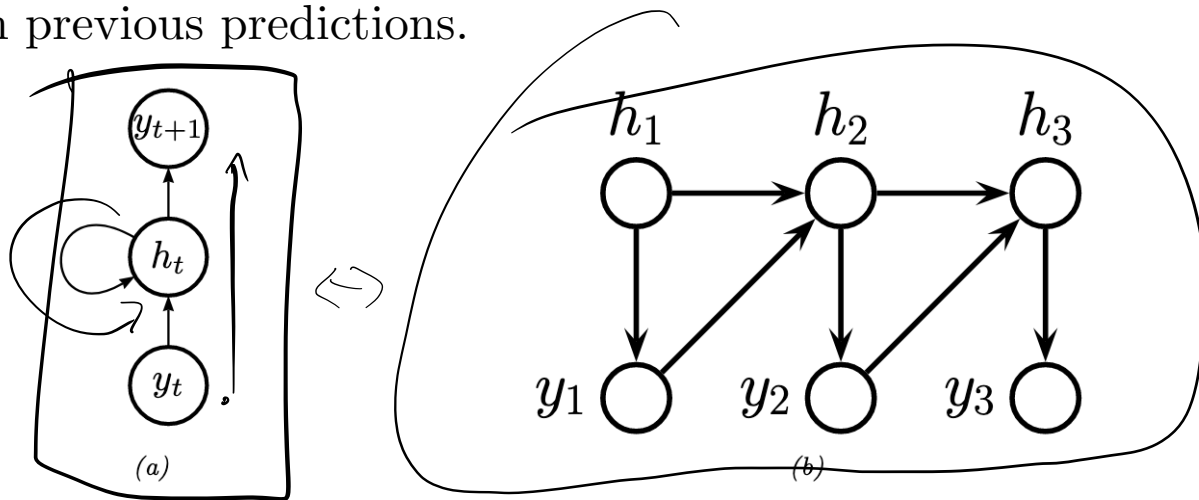 previous predictions.
y_{t+1}
h_t
y_t
(a)
h_1 h_2 h_3
y_1 y_2 y_3
(b)